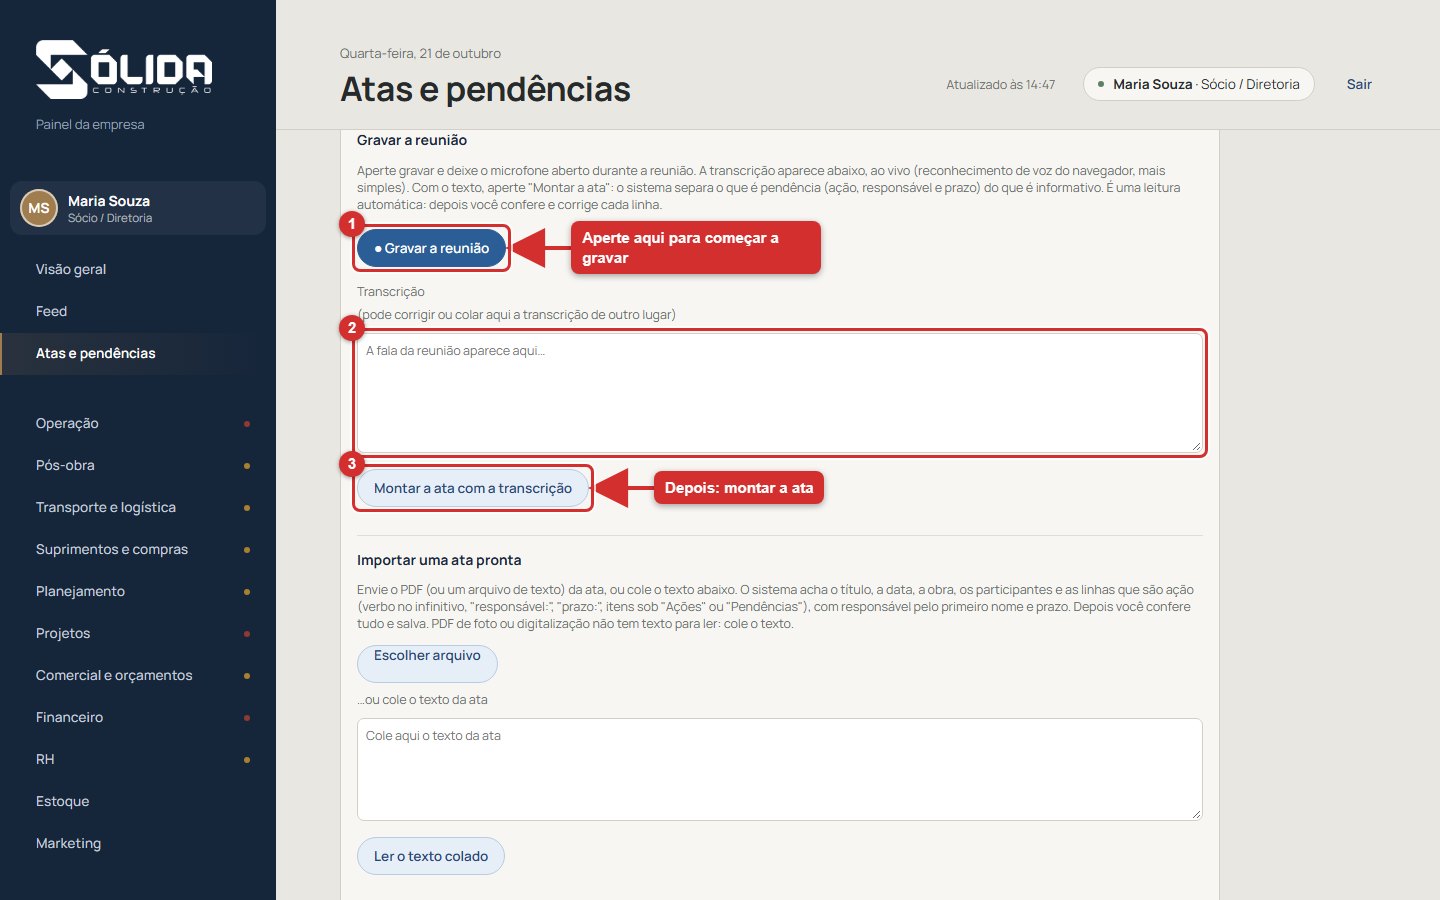 SÓLIDA
CONSTRUÇÃO
Painel da empresa
MS
Maria Souza
Sócio / Diretoria
Visão geral
Feed
Atas e pendências
Operação
Pós-obra
Transporte e logística
Suprimentos e compras
Planejamento
Projetos
Comercial e orçamentos
Financeiro
RH
Estoque
Marketing
Quarta-feira, 21 de outubro
Atas e pendências
Atualizado às 14:47
Maria Souza · Sócio / Diretoria
Sair
Gravar a reunião
Aperte gravar e deixe o microfone aberto durante a reunião. A transcrição aparece abaixo, ao vivo (reconhecimento de voz do navegador, mais
simples). Com o texto, aperte "Montar a ata": o sistema separa o que é pendência (ação, responsável e prazo) do que é informativo. É uma leitura
automática: depois você confere e corrige cada linha.
1
● Gravar a reunião
Aperte aqui para começar a
gravar
Transcrição
(pode corrigir ou colar aqui a transcrição de outro lugar)
2
A fala da reunião aparece aqui...
3
Montar a ata com a transcrição
Depois: montar a ata
Importar uma ata pronta
Envie o PDF (ou um arquivo de texto) da ata, ou cole o texto abaixo. O sistema acha o título, a data, a obra, os participantes e as linhas que são ação
(verbo no infinitivo, "responsável:", "prazo:", itens sob "Ações" ou "Pendências"), com responsável pelo primeiro nome e prazo. Depois você confere
tudo e salva. PDF de foto ou digitalização não tem texto para ler: cole o texto.
Escolher arquivo
...ou cole o texto da ata
Cole aqui o texto da ata
Ler o texto colado